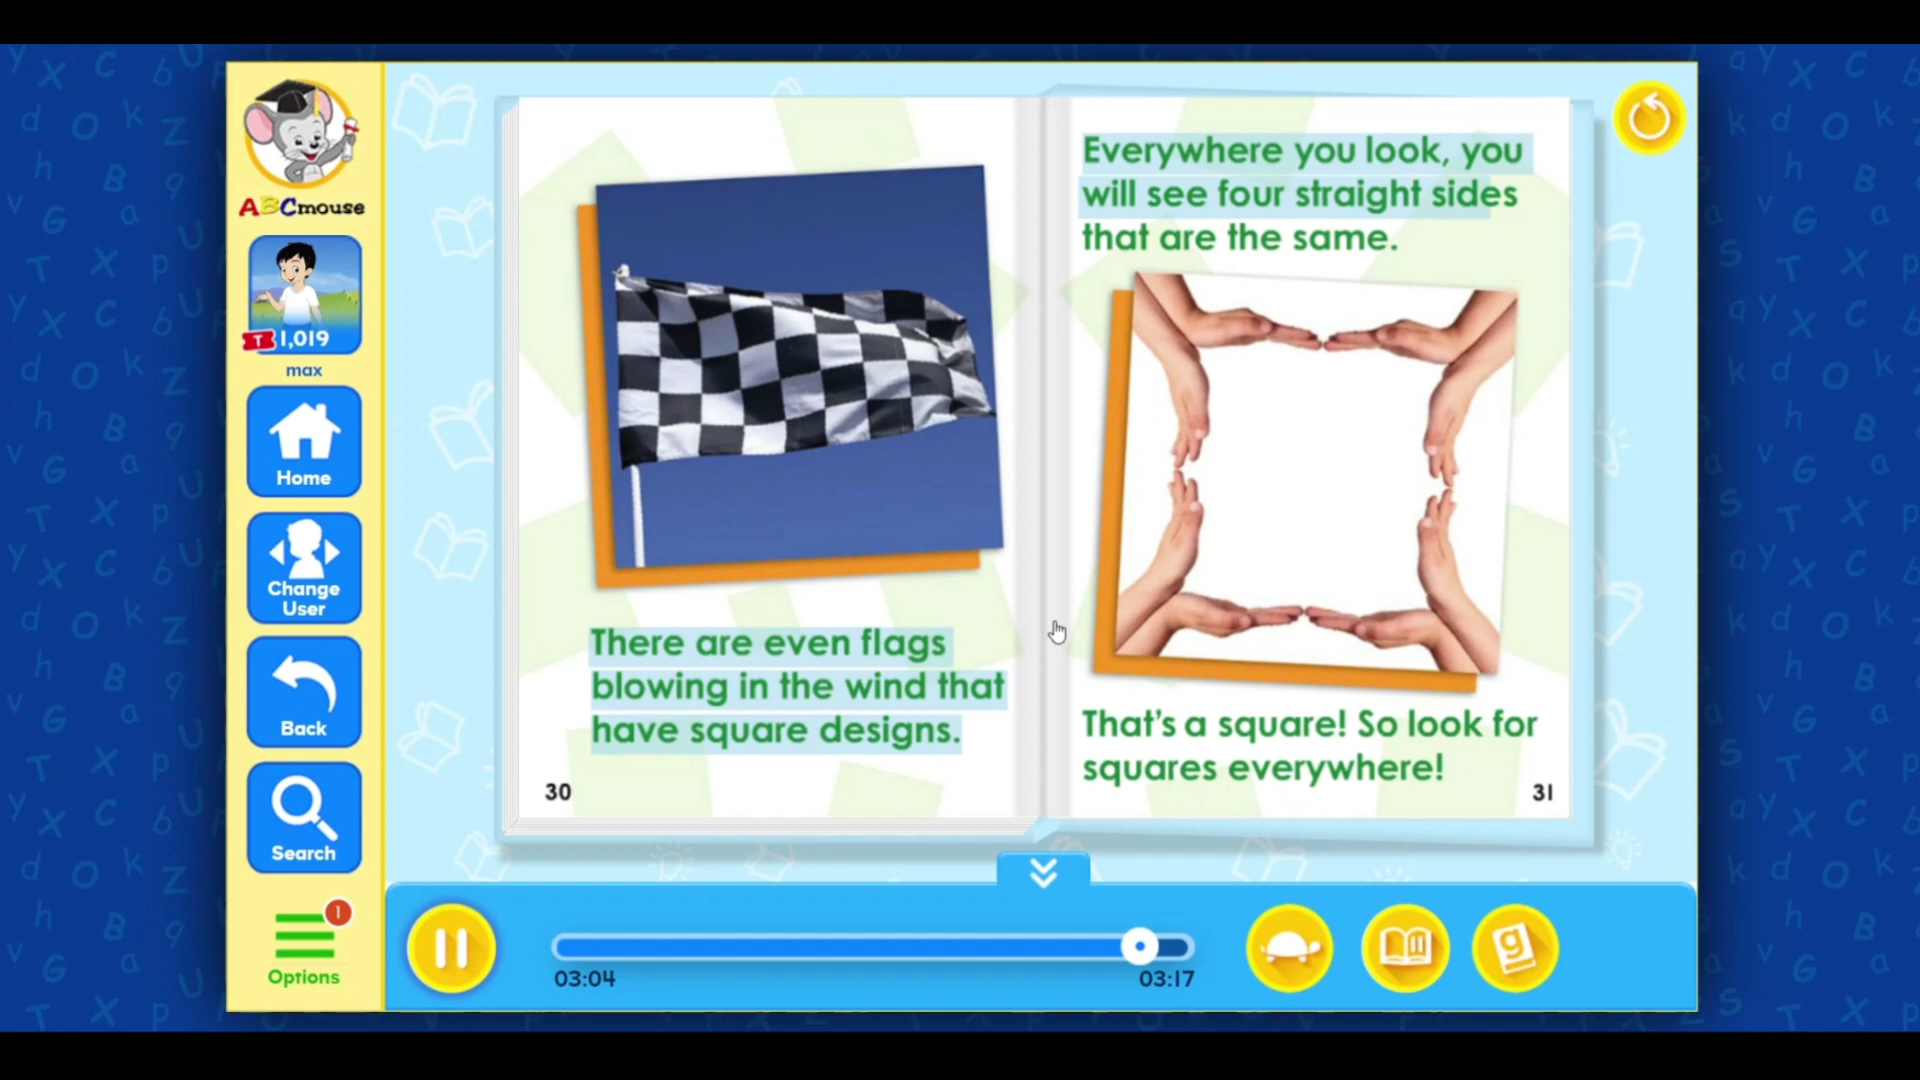 ABCmouse
T 1,019
max
Home
Change
User
Back
Search
1
Options
There are even flags
blowing in the wind that
have square designs.
30
Everywhere you look, you
will see four straight sides
that are the same.
That's a square! So look for
squares everywhere!
31
03:04
03:17
g